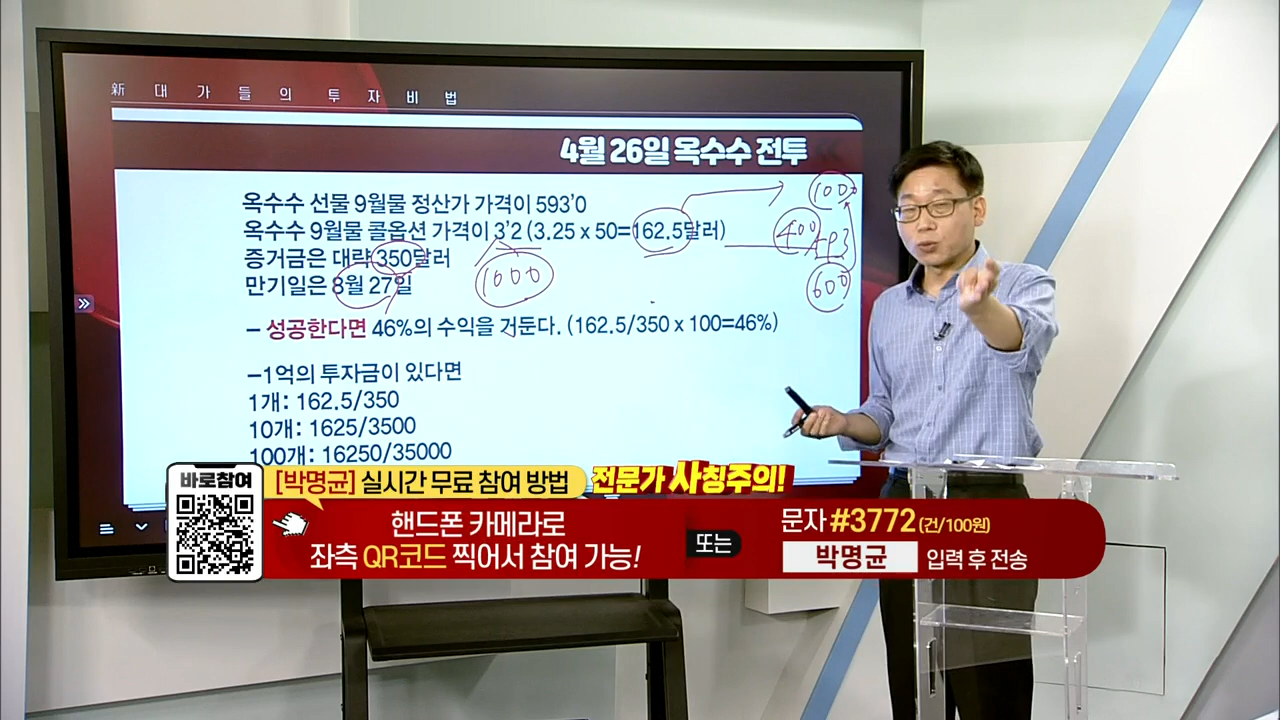 新 대 가 들 의 투 자 비 법
4월 26일 옥수수 전투
옥수수 선물 9월물 정산가 가격이 593'0
옥수수 9월물 콜옵션 가격이 3'2 (3.25 x 50=162.5달러)
증거금은 대략 350달러
만기일은 8월 27일
1000
1000
400
600
– 성공한다면 46%의 수익을 거둔다. (162.5/350 x 100=46%)
–1억의 투자금이 있다면
1개: 162.5/350
10개: 1625/3500
100개: 16250/35000
바로참여
[박명균] 실시간 무료 참여 방법
전문가 사칭주의!
핸드폰 카메라로
좌측 QR코드 찍어서 참여 가능!
또는
문자 #3772 (건/100원)
박명균 입력 후 전송